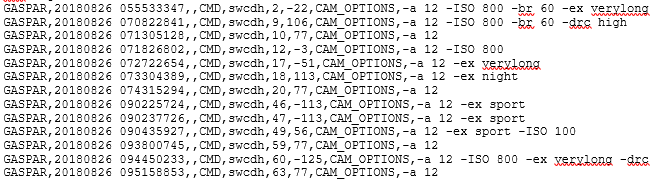 GASPAR,20180826 055533347,,CMD,swcdh,2,-22,CAM_OPTIONS,-a 12 -ISO 800 -br 60 -ex verylong
GASPAR,20180826 070822841,,CMD,swcdh,9,106,CAM_OPTIONS,-a 12 -ISO 800 -br 60 -drc high
GASPAR,20180826 071305128,,CMD,swcdh,10,77,CAM_OPTIONS,-a 12
GASPAR,20180826 071826802,,CMD,swcdh,12,-3,CAM_OPTIONS,-a 12 -ISO 800
GASPAR,20180826 072722654,,CMD,swcdh,17,-51,CAM_OPTIONS,-a 12 -ex verylong
GASPAR,20180826 073304389,,CMD,swcdh,18,113,CAM_OPTIONS,-a 12 -ex night
GASPAR,20180826 074315294,,CMD,swcdh,20,77,CAM_OPTIONS,-a 12
GASPAR,20180826 090225724,,CMD,swcdh,46,-113,CAM_OPTIONS,-a 12 -ex sport
GASPAR,20180826 090237726,,CMD,swcdh,47,-113,CAM_OPTIONS,-a 12 -ex sport
GASPAR,20180826 090435927,,CMD,swcdh,49,56,CAM_OPTIONS,-a 12 -ex sport -ISO 100
GASPAR,20180826 093800745,,CMD,swcdh,59,77,CAM_OPTIONS,-a 12
GASPAR,20180826 094450233,,CMD,swcdh,60,-125,CAM_OPTIONS,-a 12 -ISO 800 -ex verylong -drc
GASPAR,20180826 095158853,,CMD,swcdh,63,77,CAM_OPTIONS,-a 12